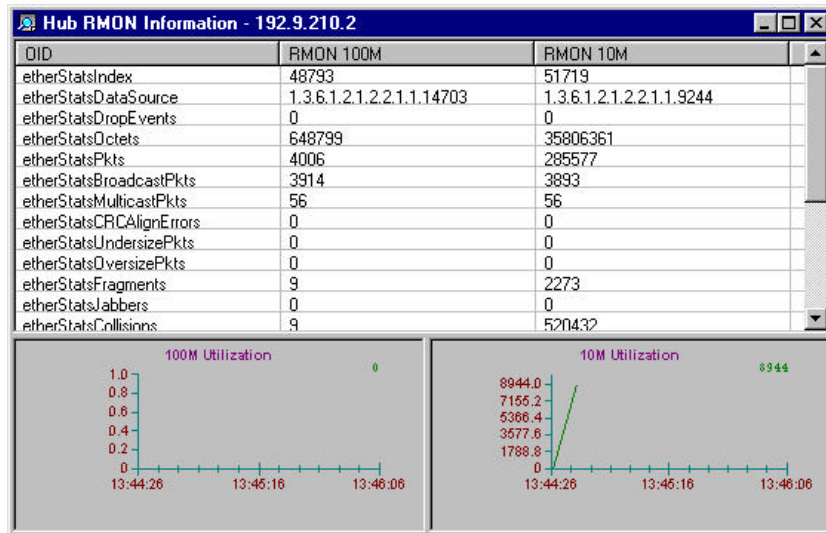 Hub RMON Information - 192.9.210.2
OID RMON 100M RMON 10M
etherStatsIndex 48793 51719
etherStatsDataSource 1.3.6.1.2.1.2.2.1.1.14703 1.3.6.1.2.1.2.2.1.1.9244
etherStatsDropEvents 0 0
etherStatsOctets 648799 35806361
etherStatsPkts 4006 285577
etherStatsBroadcastPkts 3914 3893
etherStatsMulticastPkts 56 56
etherStatsCRCAlignErrors 0 0
etherStatsUndersizePkts 0 0
etherStatsOversizePkts 0 0
etherStatsFragments 9 2273
etherStatsJabbers 0 0
etherStatsCollisions 9 520432
100M Utilization
0
1.0
0.8
0.6
0.4
0.2
0
13:44:26 13:45:16 13:46:06
10M Utilization
8944
8944.0
7155.2
5366.4
3577.6
1788.8
0
13:44:26 13:45:16 13:46:06